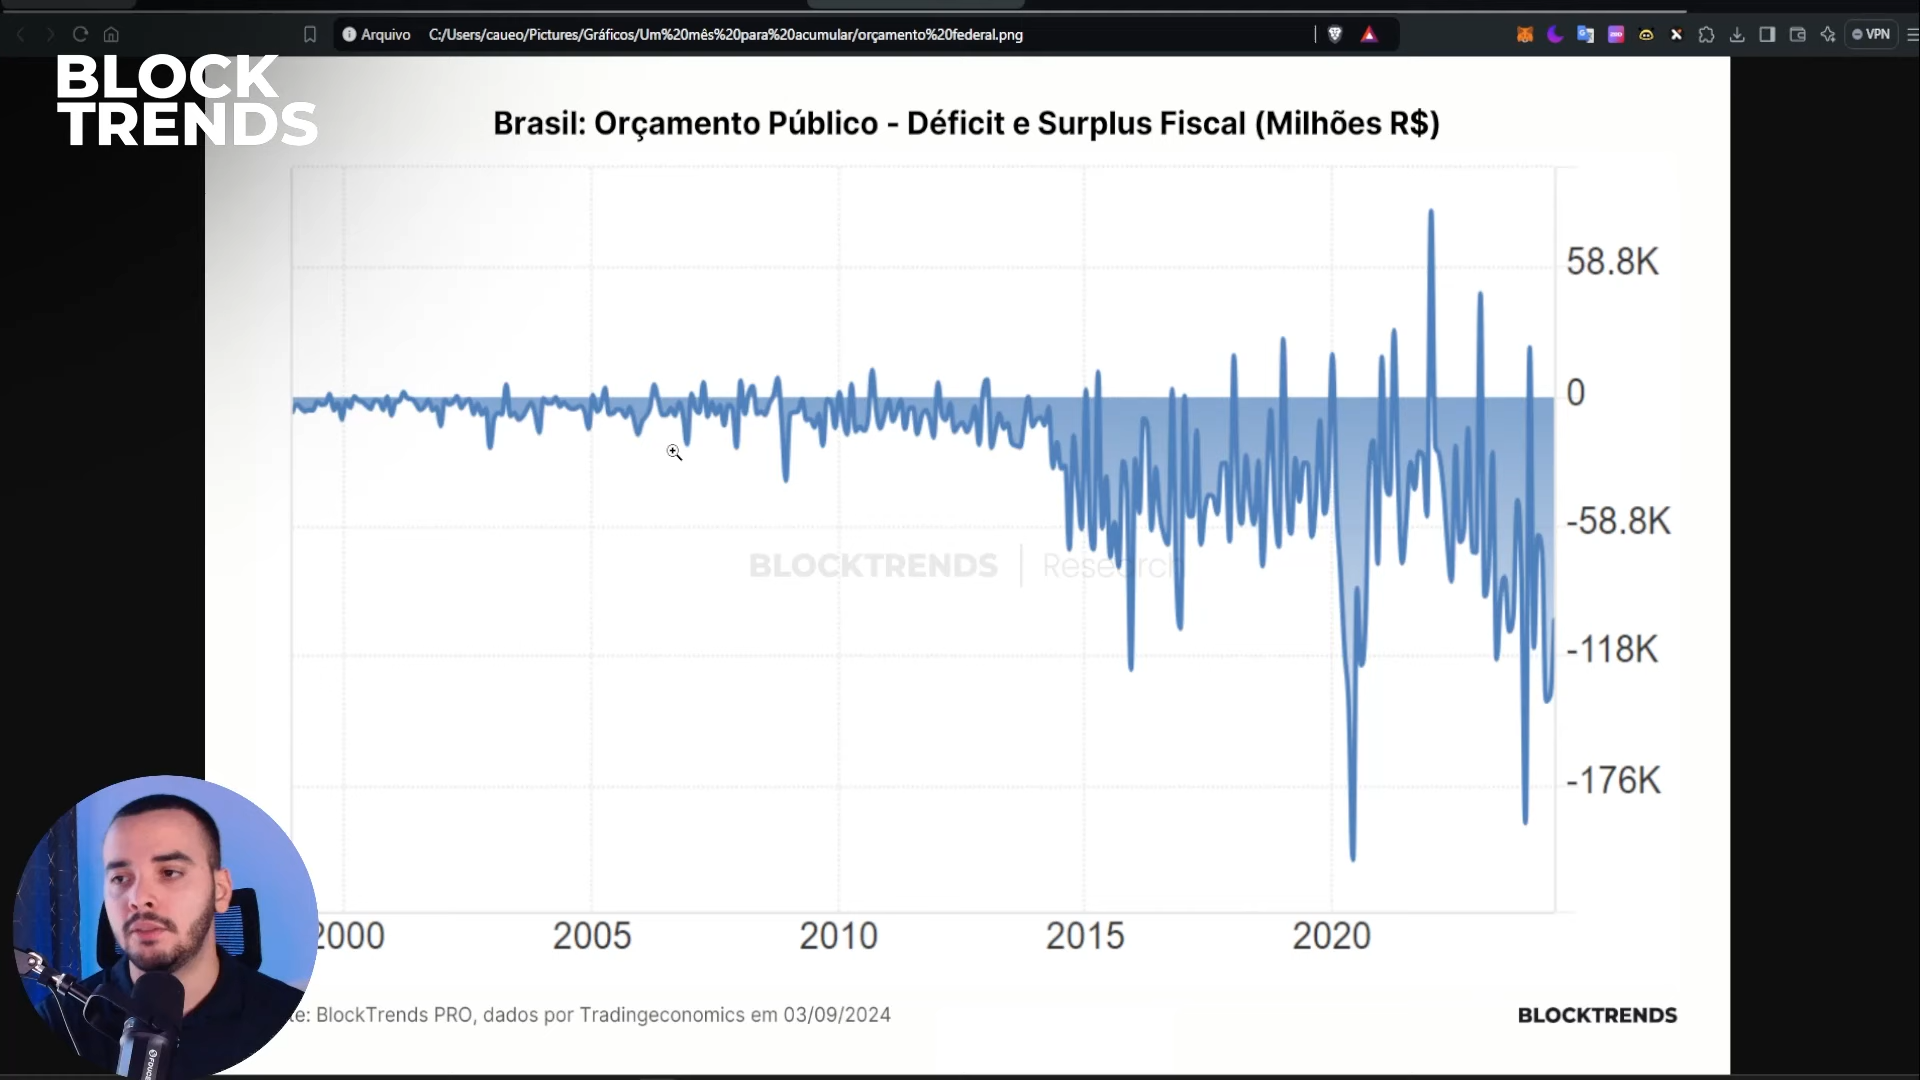 Arquivo C:/Users/caueo/Pictures/Gráficos/Um%20mês%20para%20acumular/orçamento%20federal.png
VPN
BLOCK
TRENDS
Brasil: Orçamento Público - Déficit e Surplus Fiscal (Milhões R$)
58.8K
0
-58.8K
BLOCKTRENDS | Research
-118K
-176K
2000 2005 2010 2015 2020
BlockTrends PRO, dados por Tradingeconomics em 03/09/2024
BLOCKTRENDS